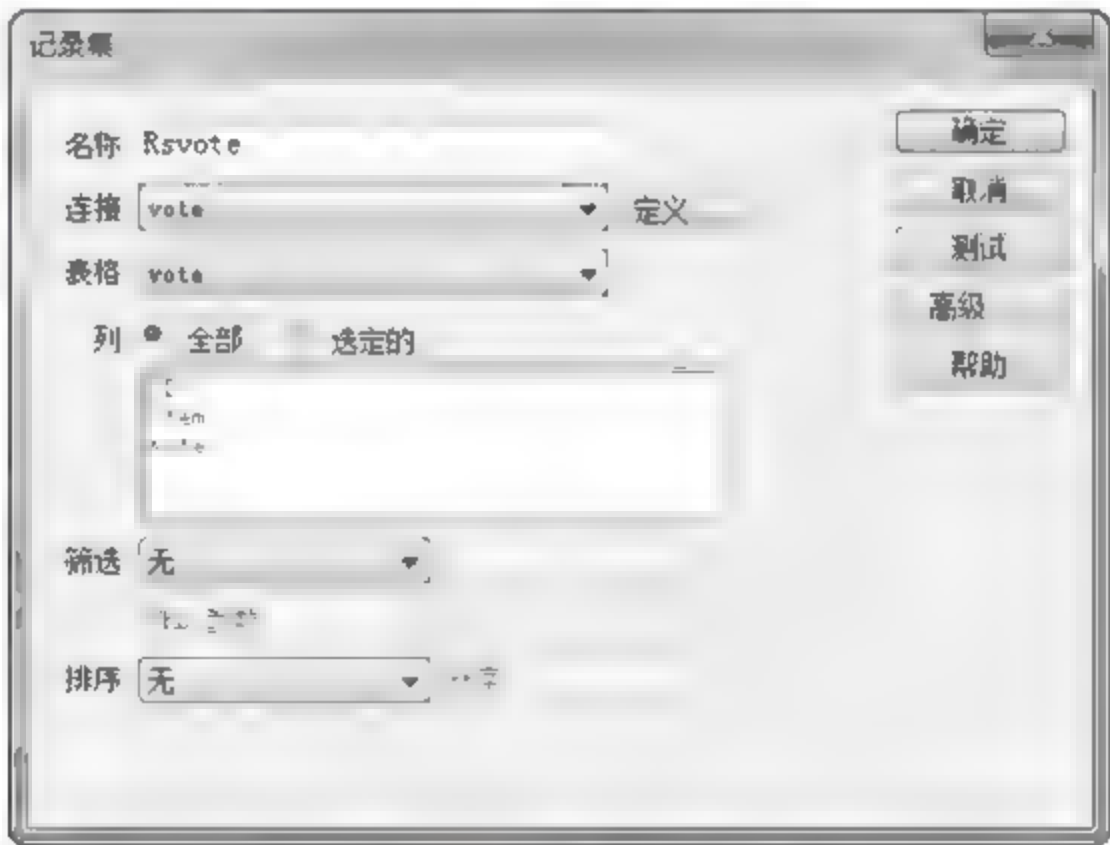 记录集
名称 Rsvote
确定
连接 vote 定义
取消
表格 vote
测试
列 全部 选定的
高级
帮助
筛选 无
排序 无